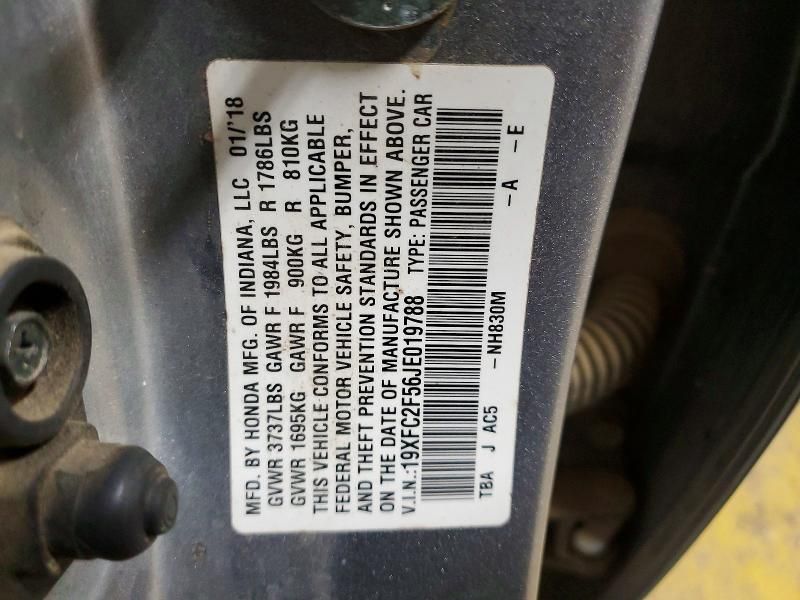 MFD. BY HONDA MFG. OF INDIANA, LLC 01/'18
GVWR 3737LBS GAWR F 1984LBS R 1786LBS
GVWR 1695KG GAWR F 900KG R 810KG
THIS VEHICLE CONFORMS TO ALL APPLICABLE
FEDERAL MOTOR VEHICLE SAFETY, BUMPER,
AND THEFT PREVENTION STANDARDS IN EFFECT
ON THE DATE OF MANUFACTURE SHOWN ABOVE.
V.I.N.:19XFC2F56JE019788 TYPE: PASSENGER CAR
TBA J AC5 -NH830M -A -E